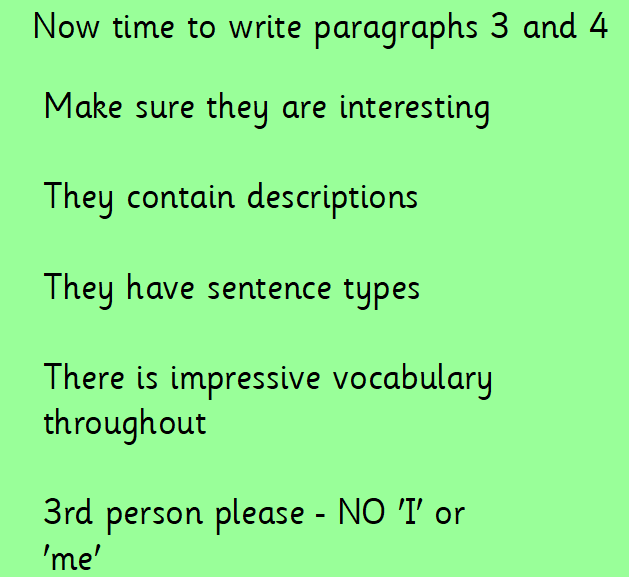 Now time to write paragraphs 3 and 4
Make sure they are interesting
They contain descriptions
They have sentence types
There is impressive vocabulary
throughout
3rd person please - NO 'I' or
'me'